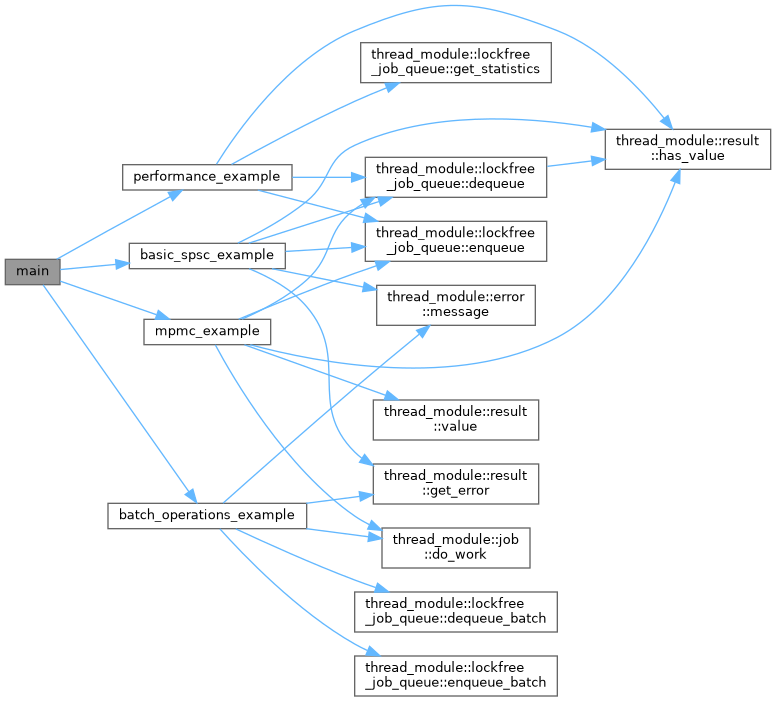 thread_module::lockfree
_job_queue::get_statistics
thread_module::result
::has_value
performance_example
thread_module::lockfree
_job_queue::dequeue
thread_module::lockfree
_job_queue::enqueue
basic_spsc_example
main
thread_module::error
::message
mpmc_example
thread_module::result
::value
thread_module::result
::get_error
batch_operations_example
thread_module::job
::do_work
thread_module::lockfree
_job_queue::dequeue_batch
thread_module::lockfree
_job_queue::enqueue_batch